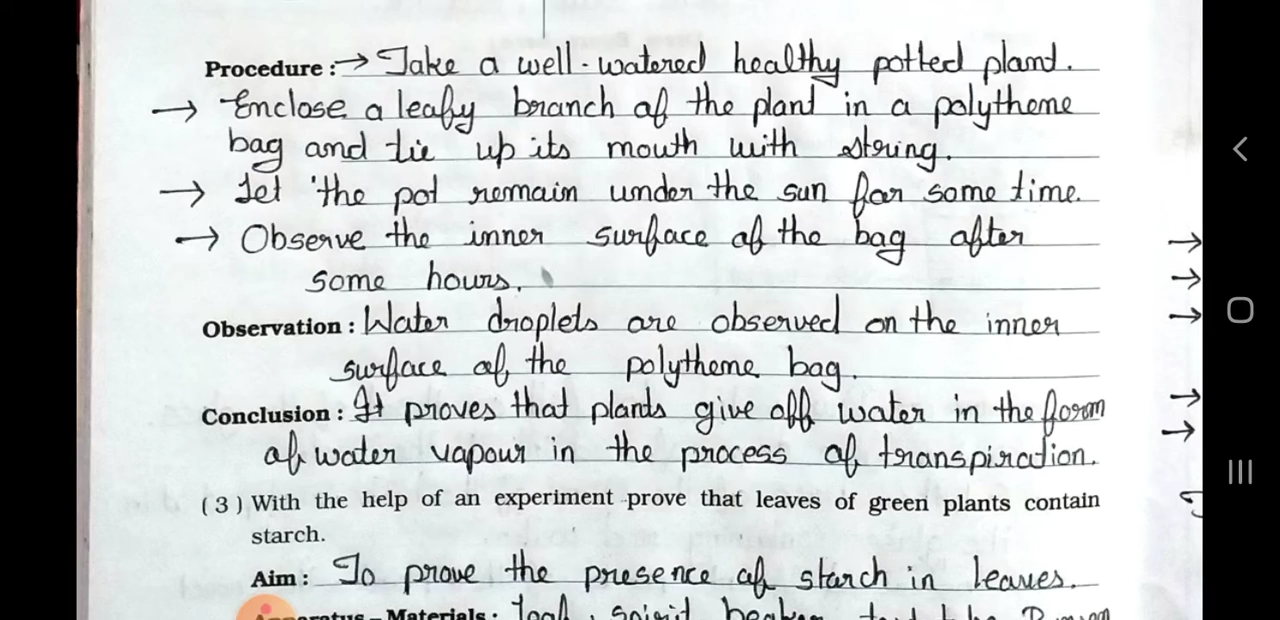 Procedure :→ Take a well-watered healthy potted plant.
→ Enclose a leafy branch of the plant in a polytheme
bag and tie up its mouth with string.
→ Let the pot remain under the sun for some time.
→ Observe the inner surface of the bag after
some hours.
Observation : Water droplets are observed on the inner
surface of the polytheme bag.
Conclusion : It proves that plants give off water in the form
of water vapour in the process of transpiration.
( 3 ) With the help of an experiment prove that leaves of green plants contain
starch.
Aim : To prove the presence of starch in leaves.
Materials : spirit